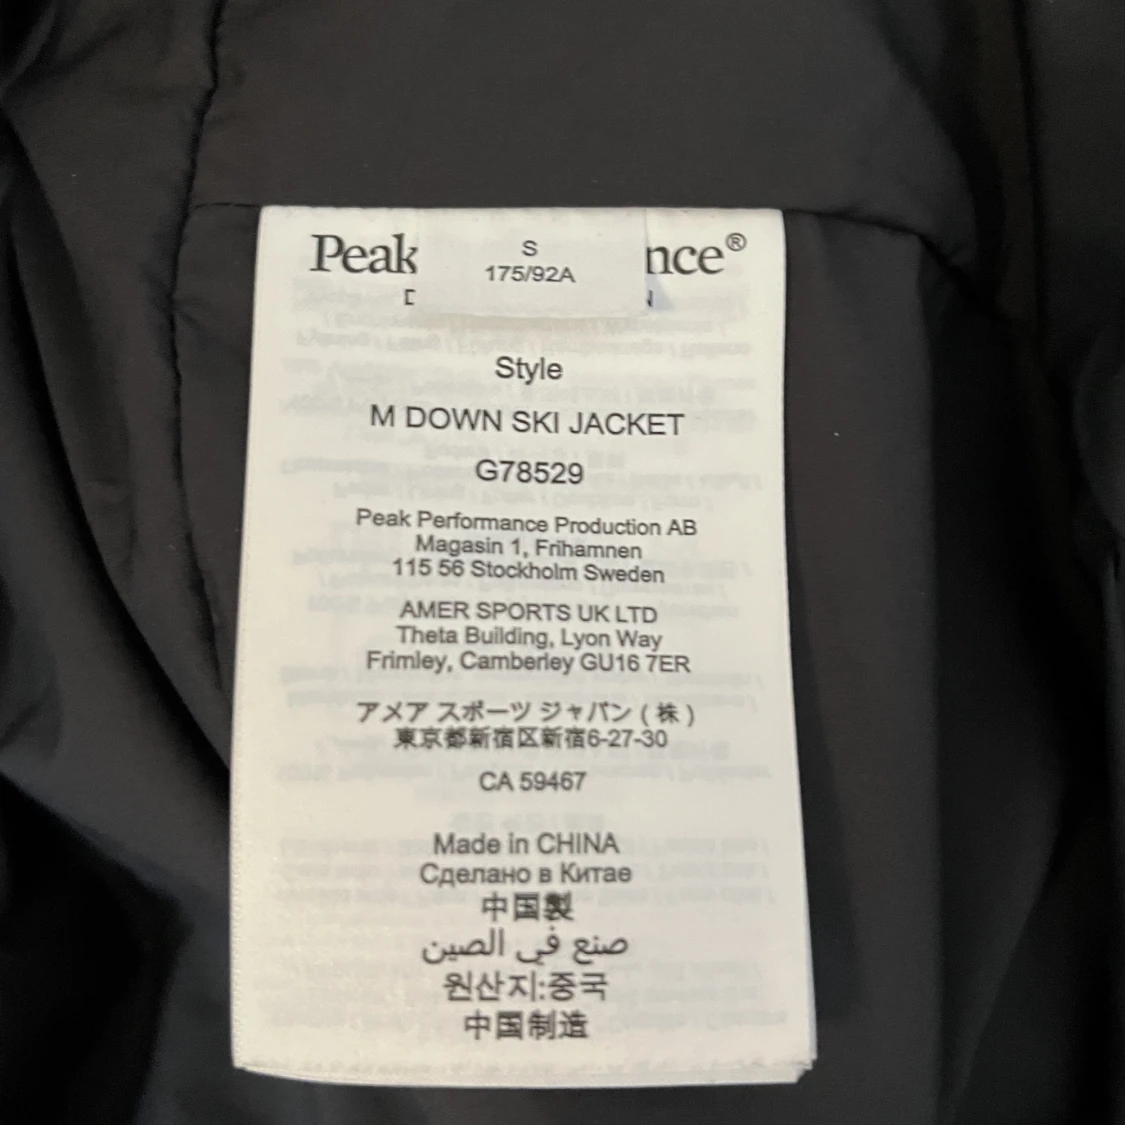 S
175/92A
Peak nce®
Style
M DOWN SKI JACKET
G78529
Peak Performance Production AB
Magasin 1, Frihamnen
115 56 Stockholm Sweden
AMER SPORTS UK LTD
Theta Building, Lyon Way
Frimley, Camberley GU16 7ER
アメア スポーツ ジャパン ( 株 )
東京都新宿区新宿6-27-30
CA 59467
Made in CHINA
Сделано в Китае
中国製
صنع في الصين
원산지:중국
中国制造